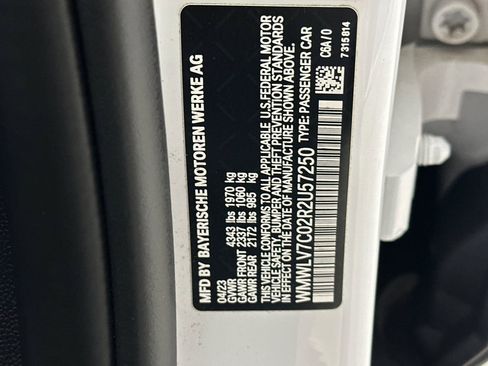 MFD BY BAYERISCHE MOTOREN WERKE AG
04/23
GVWR 4343 lbs 1970 kg
GAWR FRONT 2337 lbs 1060 kg
GAWR REAR 2172 lbs 985 kg
THIS VEHICLE CONFORMS TO ALL APPLICABLE U.S. FEDERAL MOTOR
VEHICLE SAFETY, BUMPER AND THEFT PREVENTION STANDARDS
IN EFFECT ON THE DATE OF MANUFACTURE SHOWN ABOVE.
WMWLV7C02R2U57250 TYPE: PASSENGER CAR
C6A / 0
7 315 814